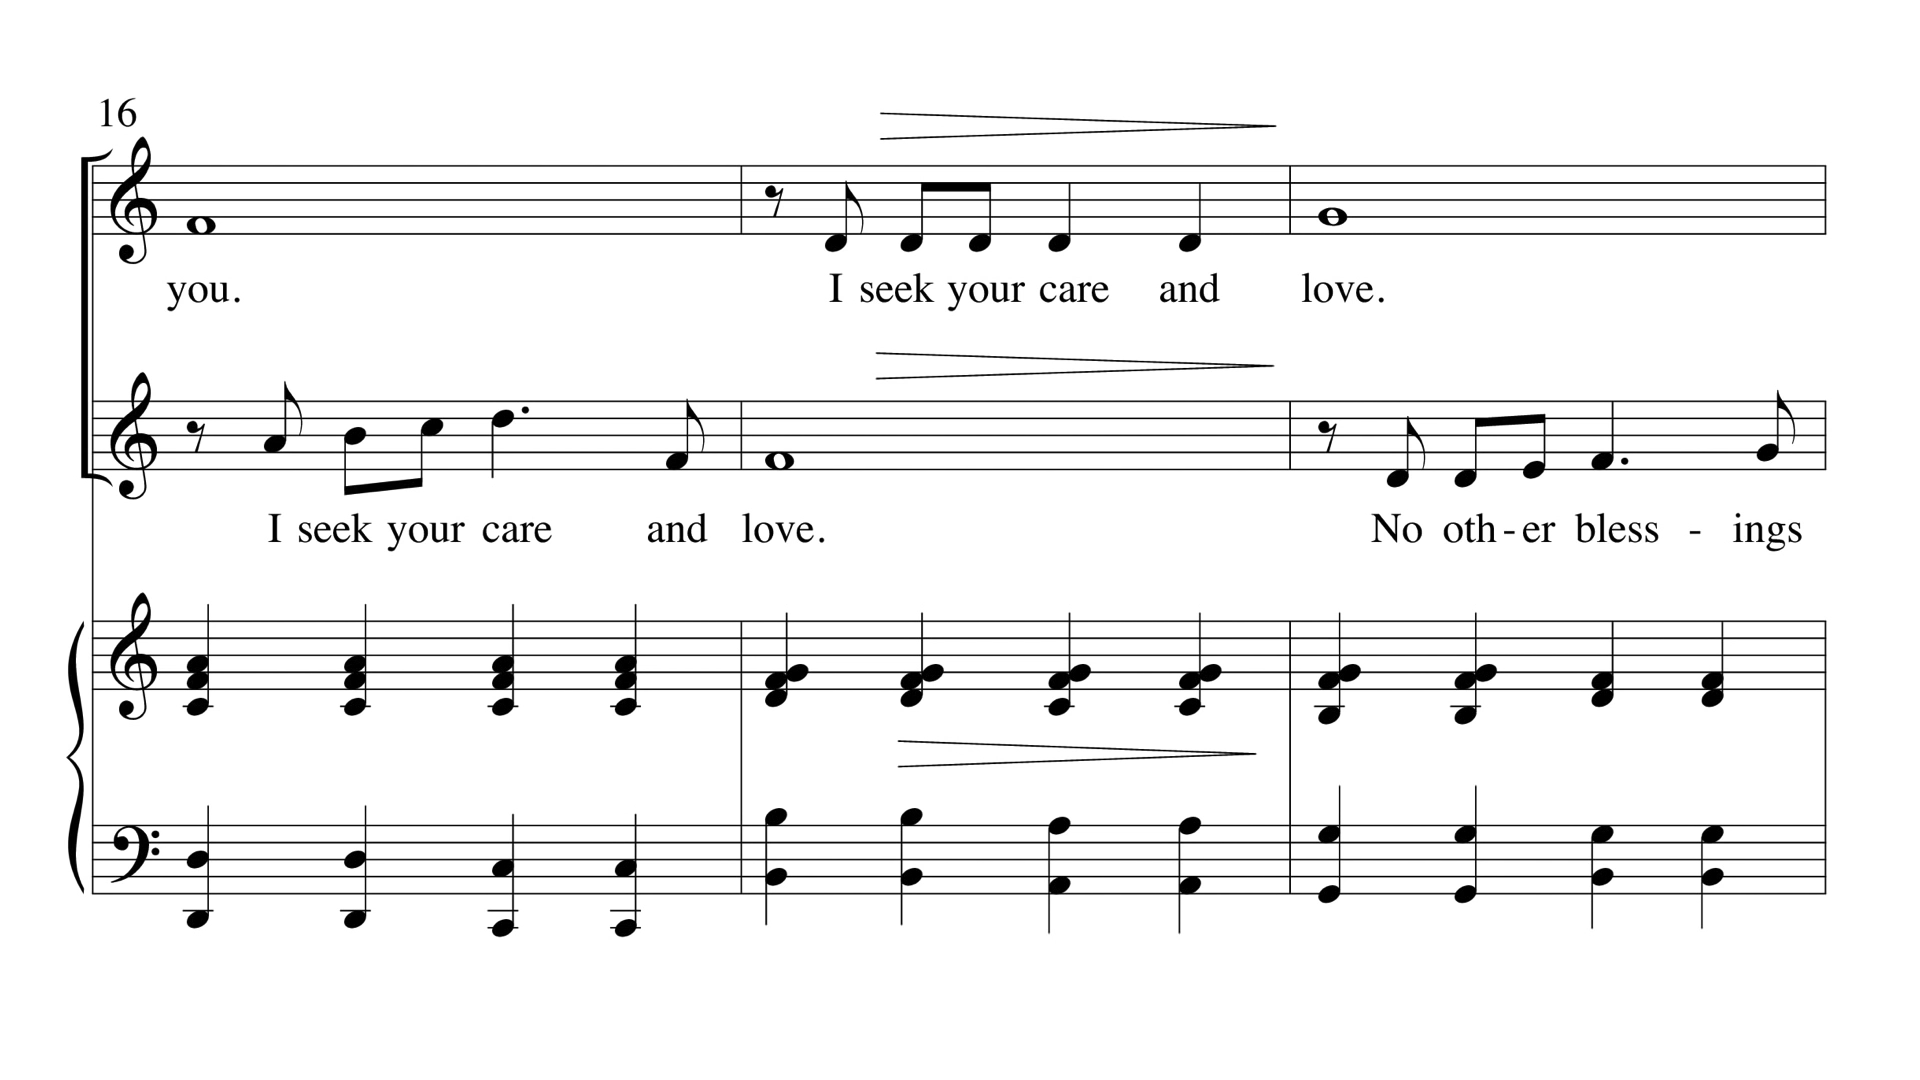 16
you. I seek your care and love.
I seek your care and love. No oth - er bless - ings